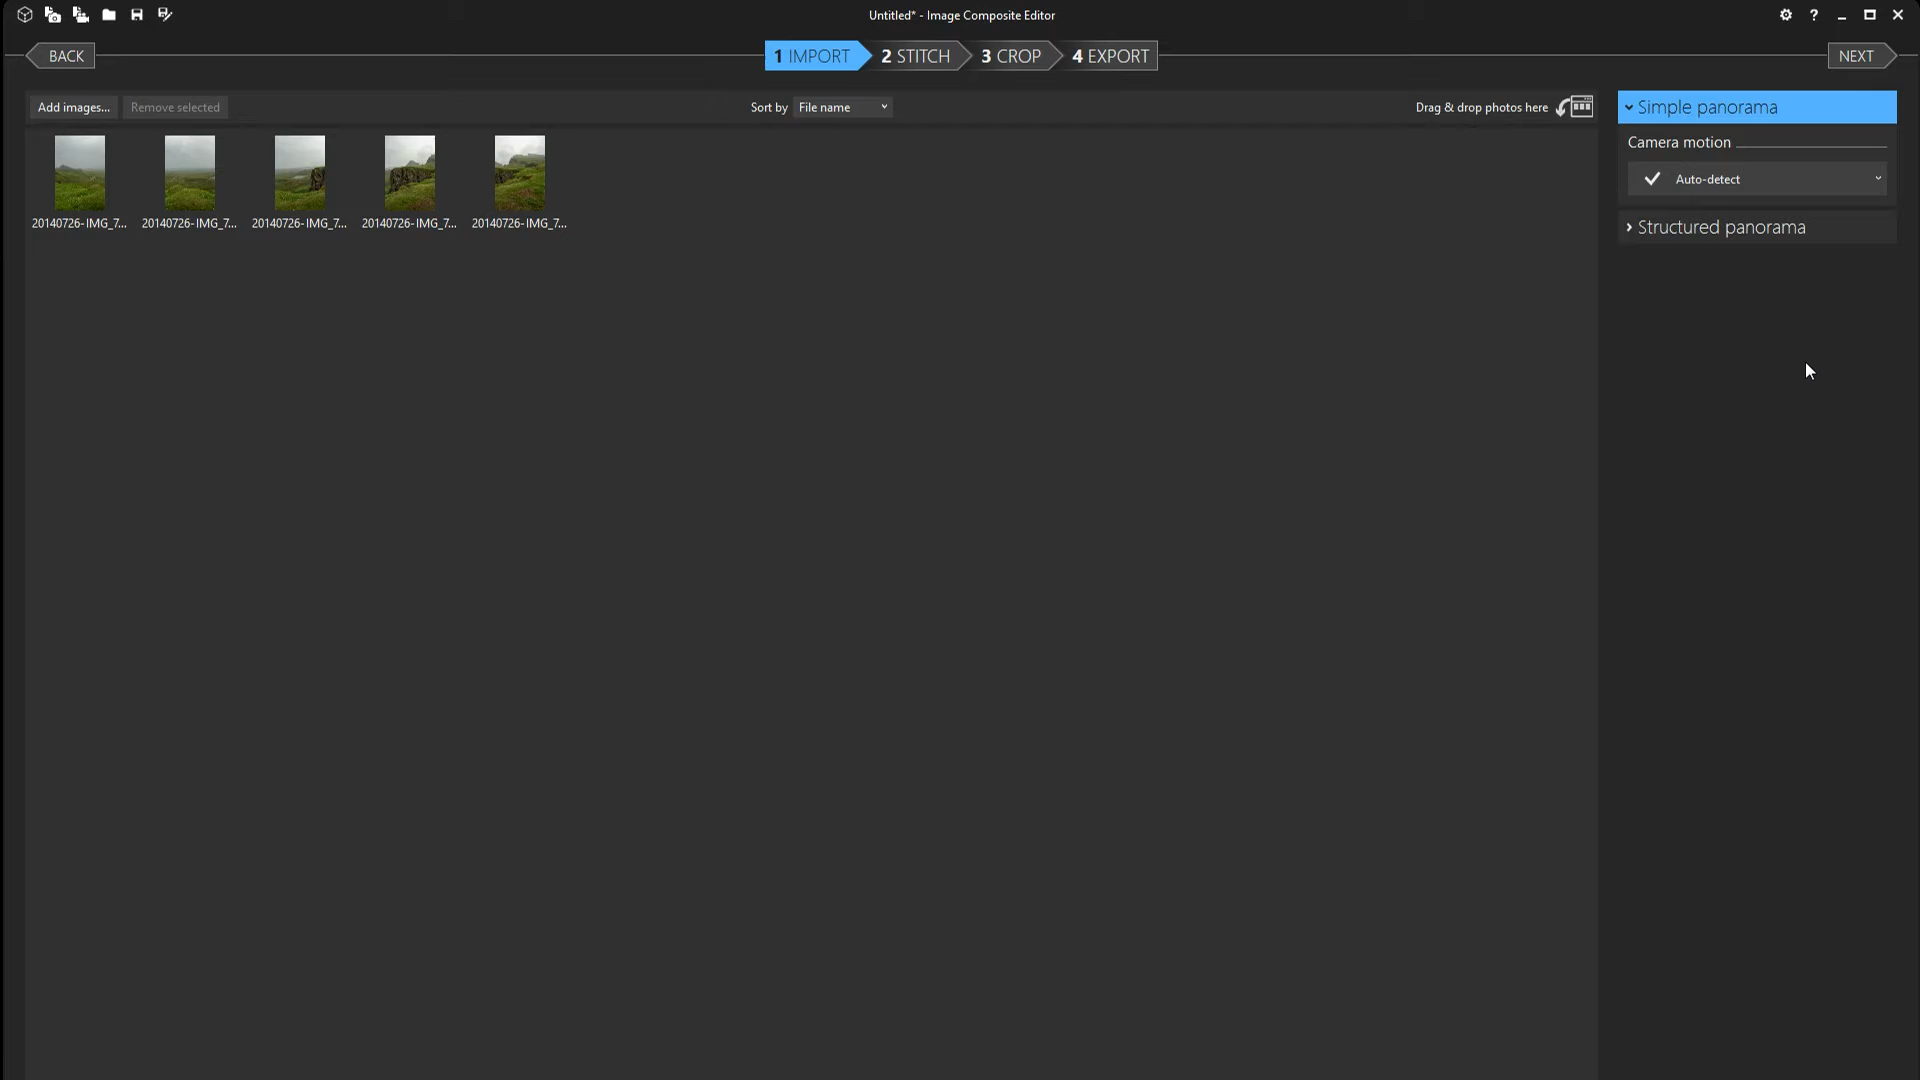 Untitled* - Image Composite Editor
BACK
1 IMPORT
2 STITCH
3 CROP
4 EXPORT
NEXT
Add images...
Remove selected
Sort by
File name
Drag & drop photos here
Simple panorama
Camera motion
Auto-detect
Structured panorama
20140726-IMG_7...
20140726-IMG_7...
20140726-IMG_7...
20140726-IMG_7...
20140726-IMG_7...